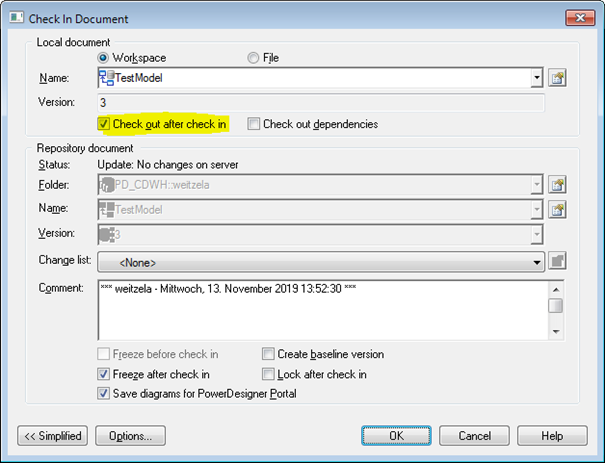 Check In Document
Local document
Workspace File
Name: TestModel
Version: 3
Check out after check in Check out dependencies
Repository document
Status: Update: No changes on server
Folder: PD_CDWH::weitzela
Name: TestModel
Version: 3
Change list: <None>
Comment: *** weitzela - Mittwoch, 13. November 2019 13:52:30 ***
Freeze before check in Create baseline version
Freeze after check in Lock after check in
Save diagrams for PowerDesigner Portal
<< Simplified Options... OK Cancel Help